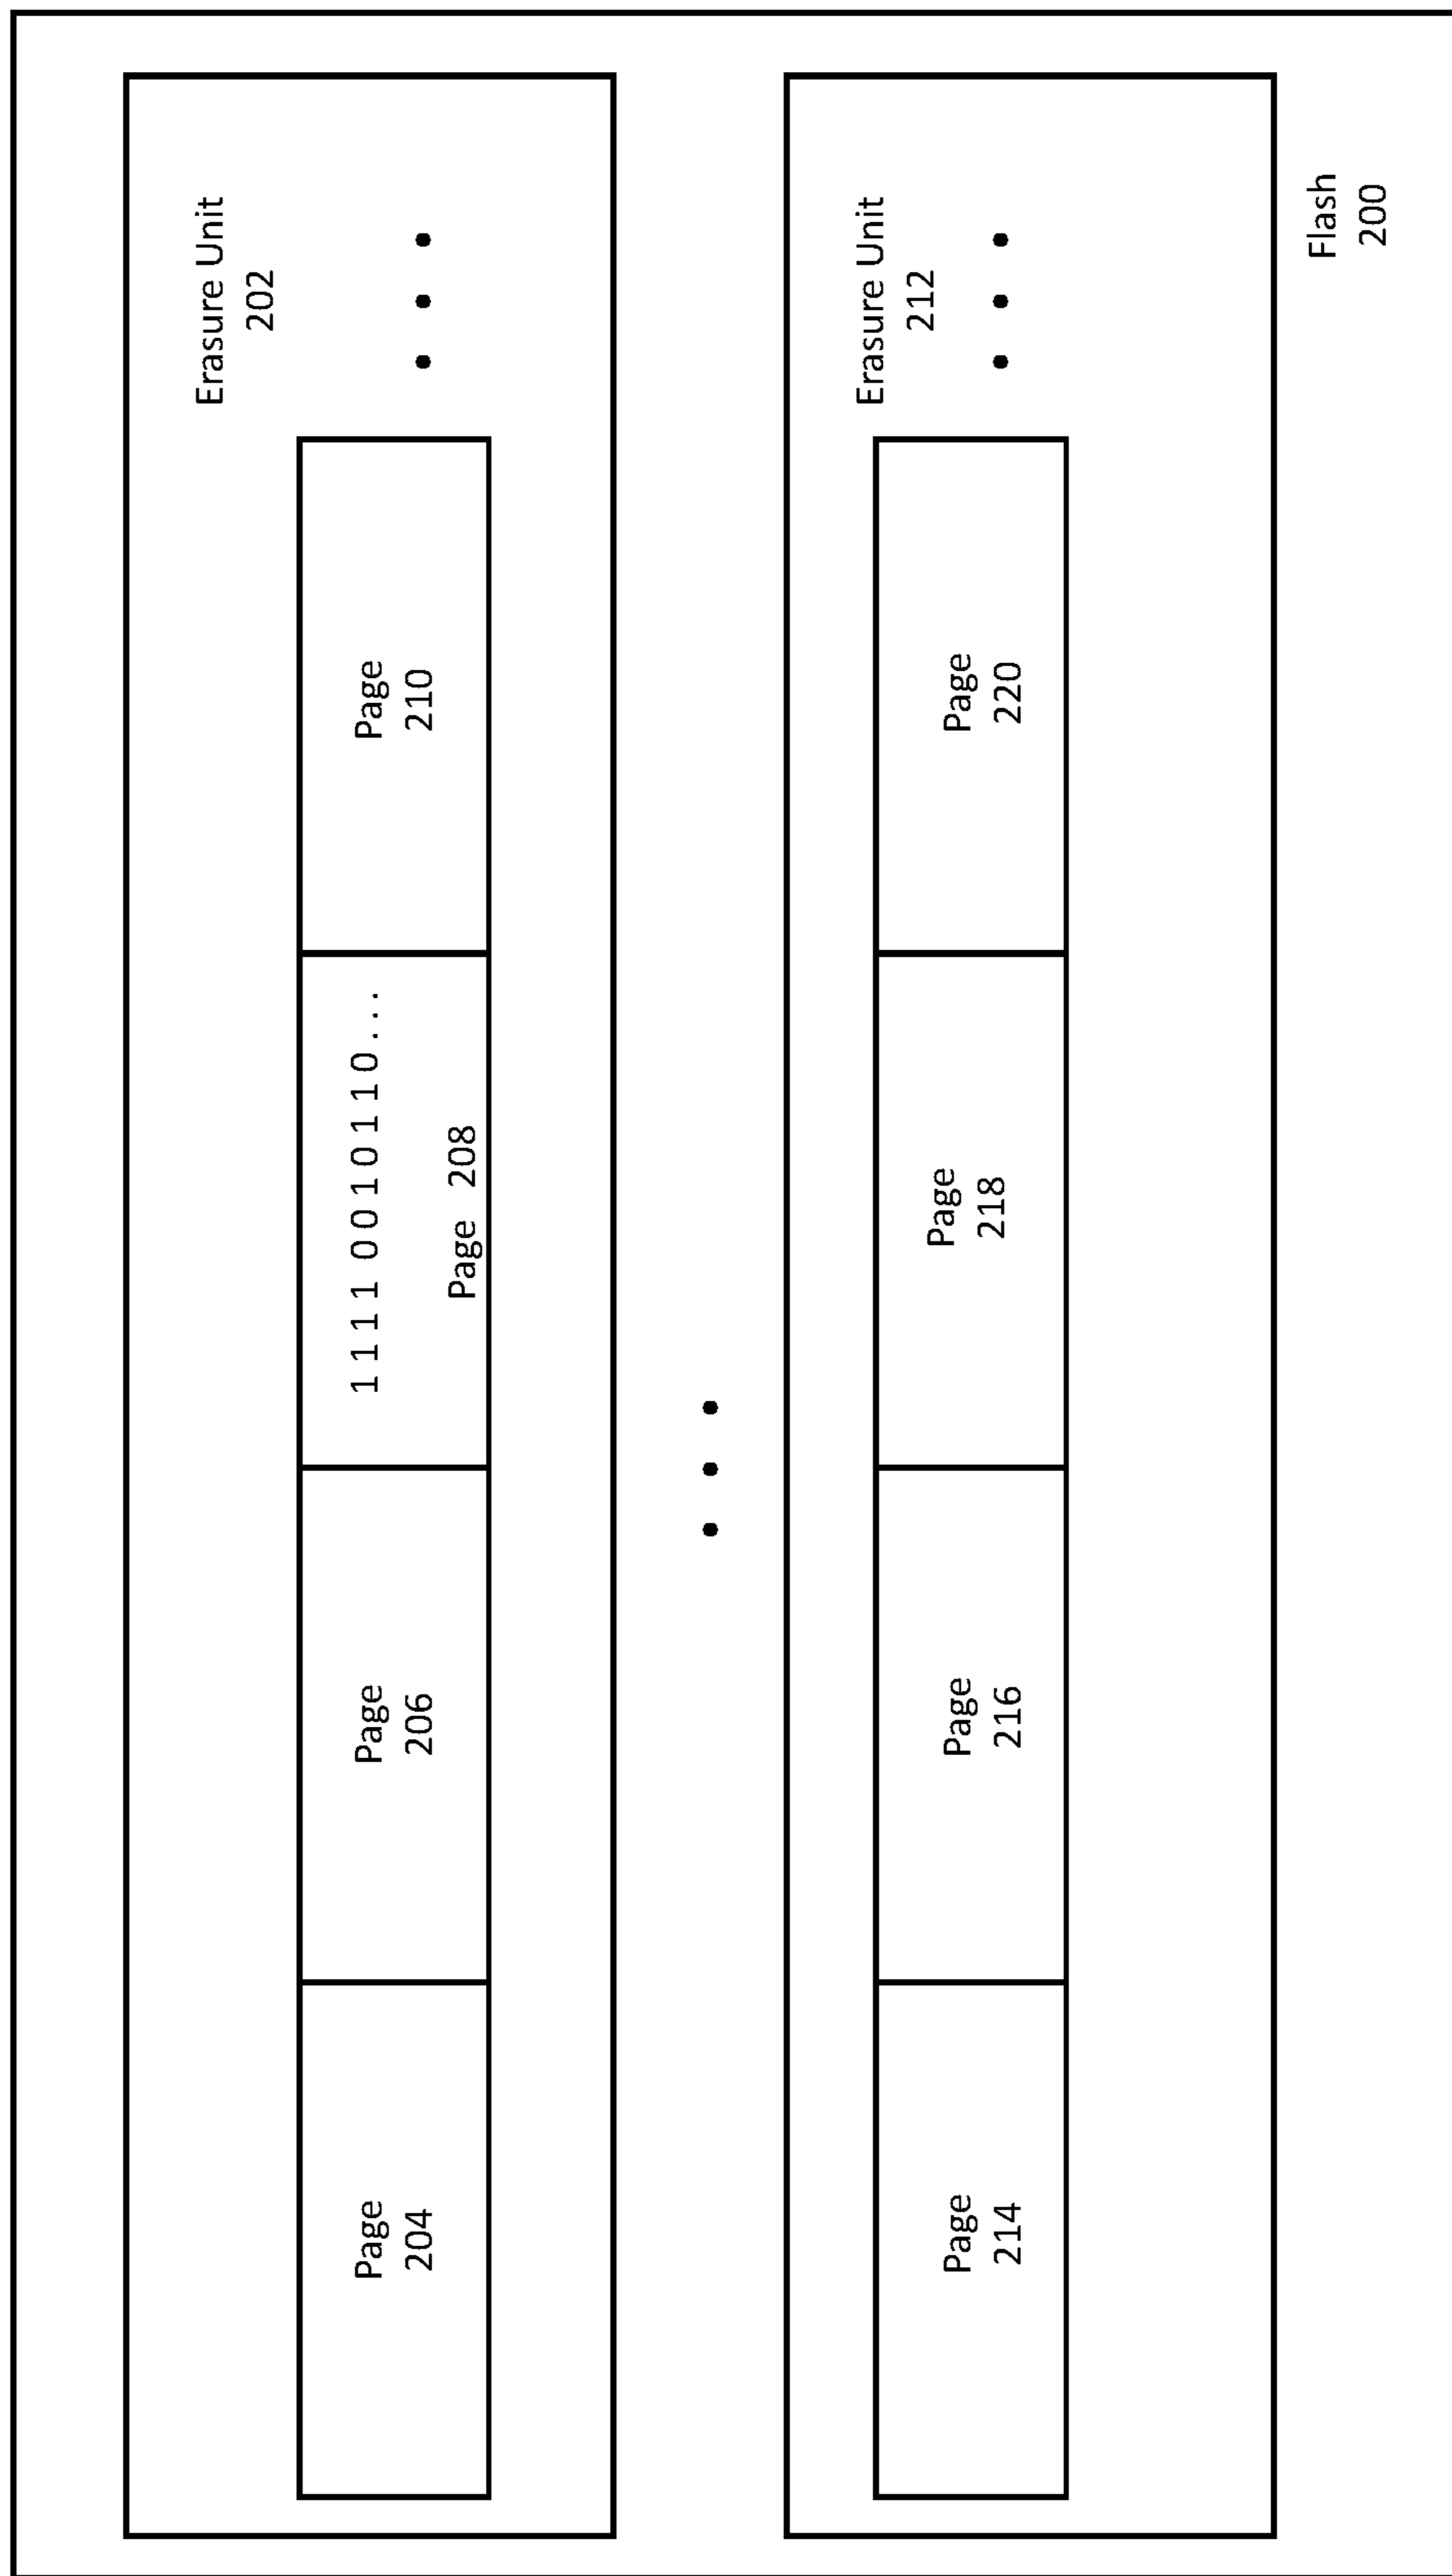 Erasure Unit
202
Page
204
Page
206
1 1 1 1 0 0 1 0 1 1 0 . . .
Page 208
Page
210
Erasure Unit
212
Page
214
Page
216
Page
218
Page
220
Flash
200